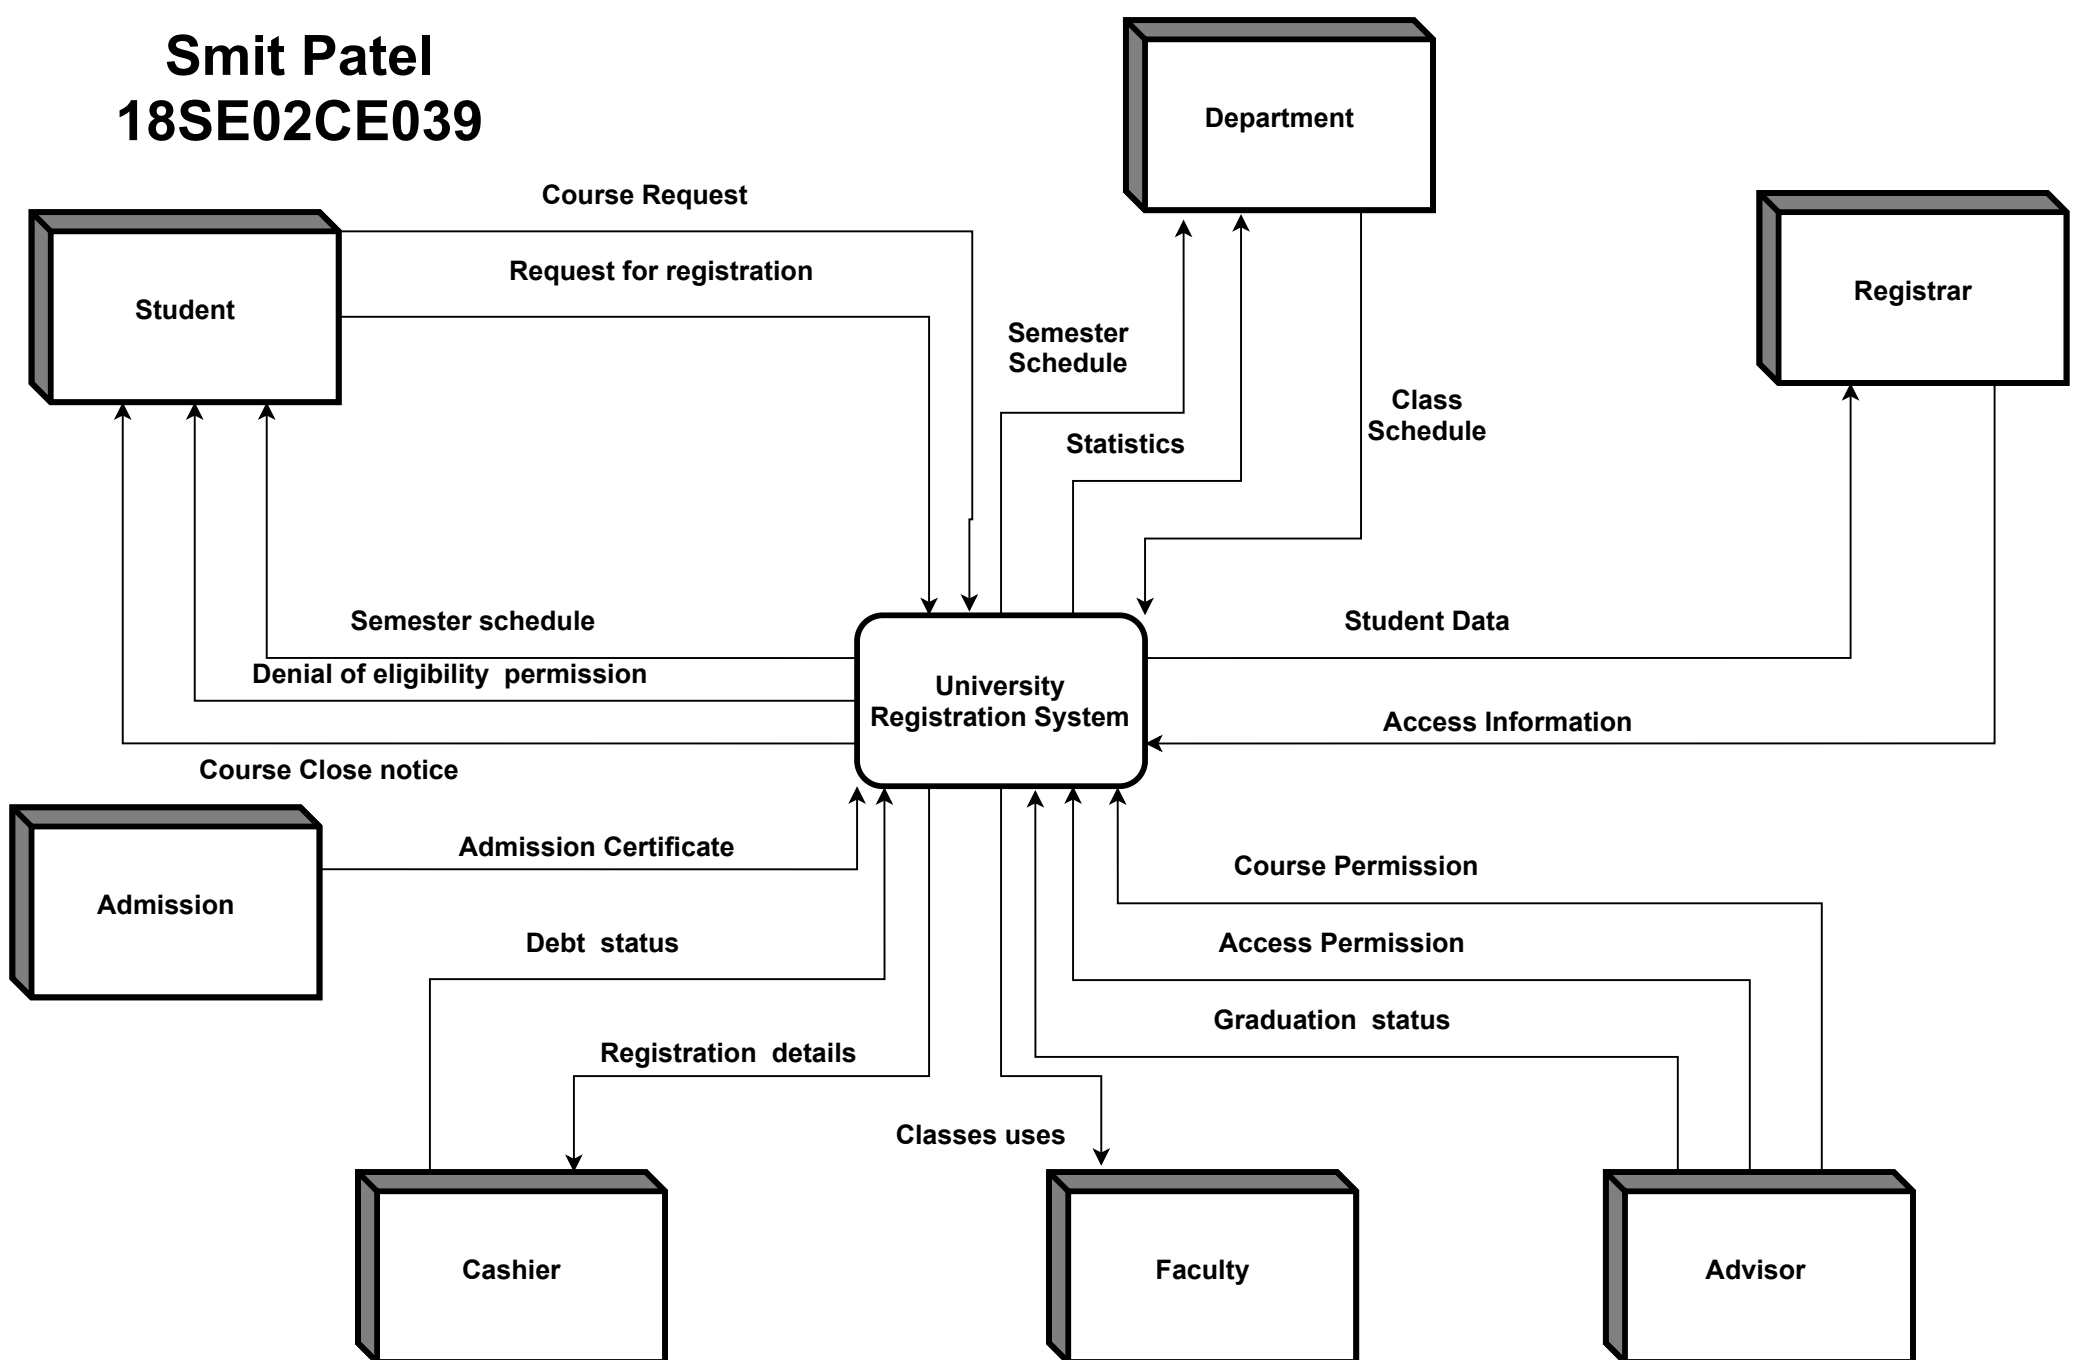 Smit Patel
18SE02CE039
Department
Course Request
Request for registration
Student
Registrar
Semester
Schedule
Class
Schedule
Statistics
Semester schedule
Student Data
Denial of eligibility  permission
University
Registration System
Access Information
Course Close notice
Admission Certificate
Course Permission
Admission
Debt  status
Access Permission
Graduation  status
Registration  details
Classes uses
Cashier
Faculty
Advisor